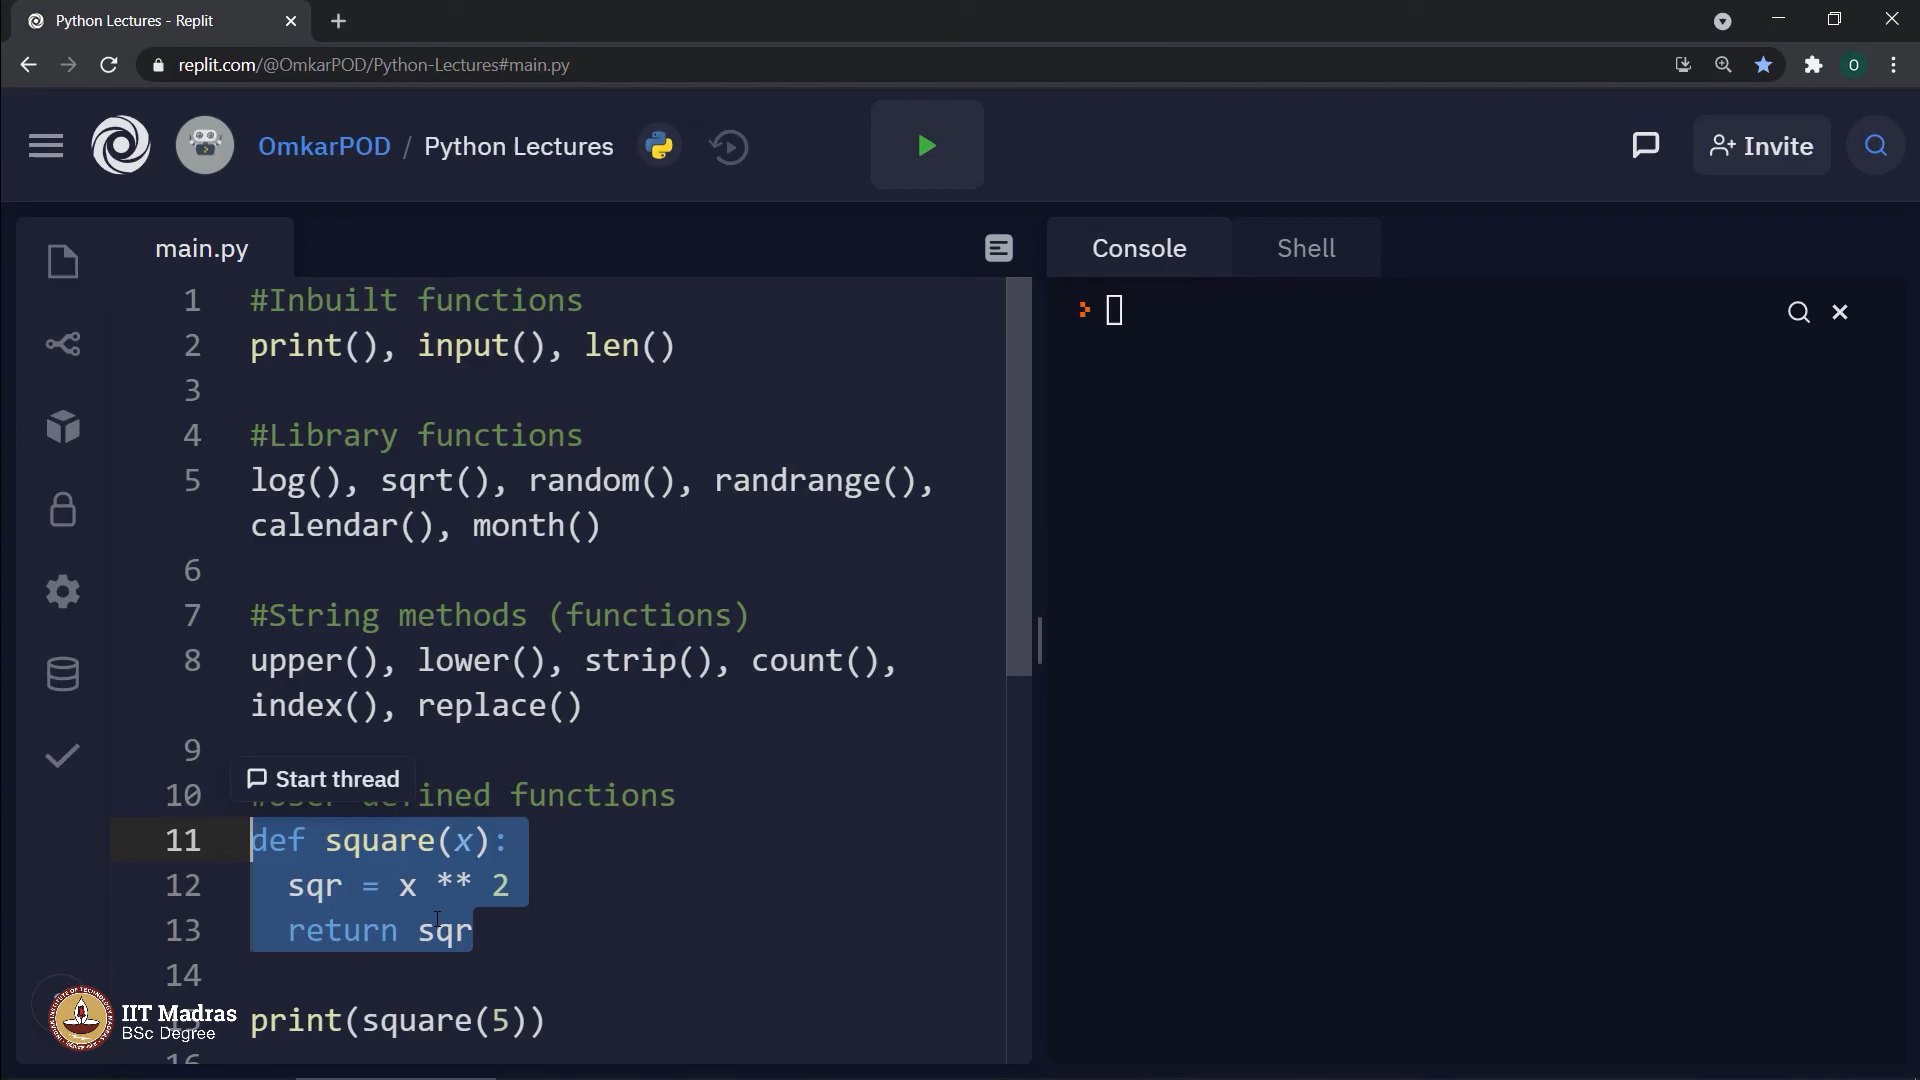 Python Lectures - Replit
replit.com/@OmkarPOD/Python-Lectures#main.py
O
OmkarPOD / Python Lectures
Invite
main.py
Console
Shell
1 #Inbuilt functions
2 print(), input(), len()
3
4 #Library functions
5 log(), sqrt(), random(), randrange(),
calendar(), month()
6
7 #String methods (functions)
8 upper(), lower(), strip(), count(),
index(), replace()
9
Start thread
10 defined functions
11 def square(x):
12 sqr = x ** 2
13 return sqr
14
15 print(square(5))
16
IIT Madras
BSc Degree